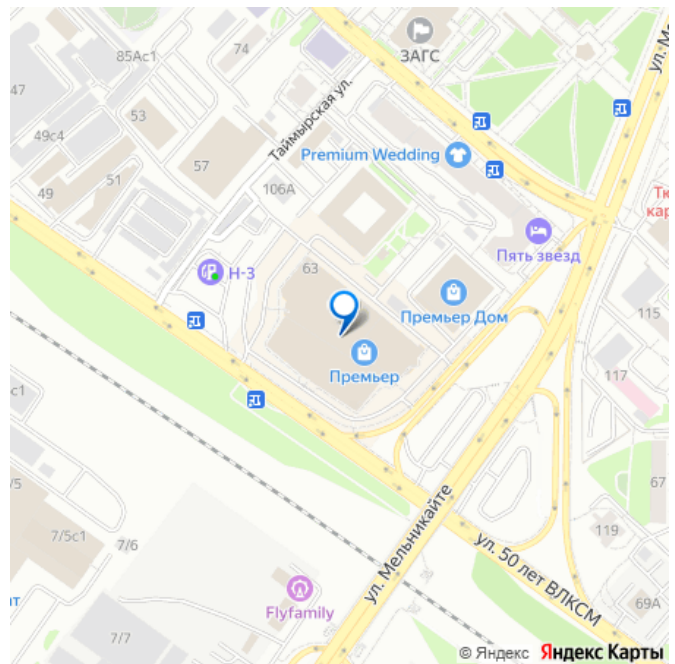 ул. М
ЗАГС
74
85Ас1
47
Таймырская ул.
53
49с4
Premium Wedding
57
51
106А
49
Тю
кар
Пять звезд
63
Н-3
Премьер Дом
115
Премьер
117
с1
67
/5
ул. Мельникайте
7/5с1
7/6
119
ул. 50 лет ВЛКСМ
Flyfamily
ит
69А
7/7
© Яндекс Яндекс Карты